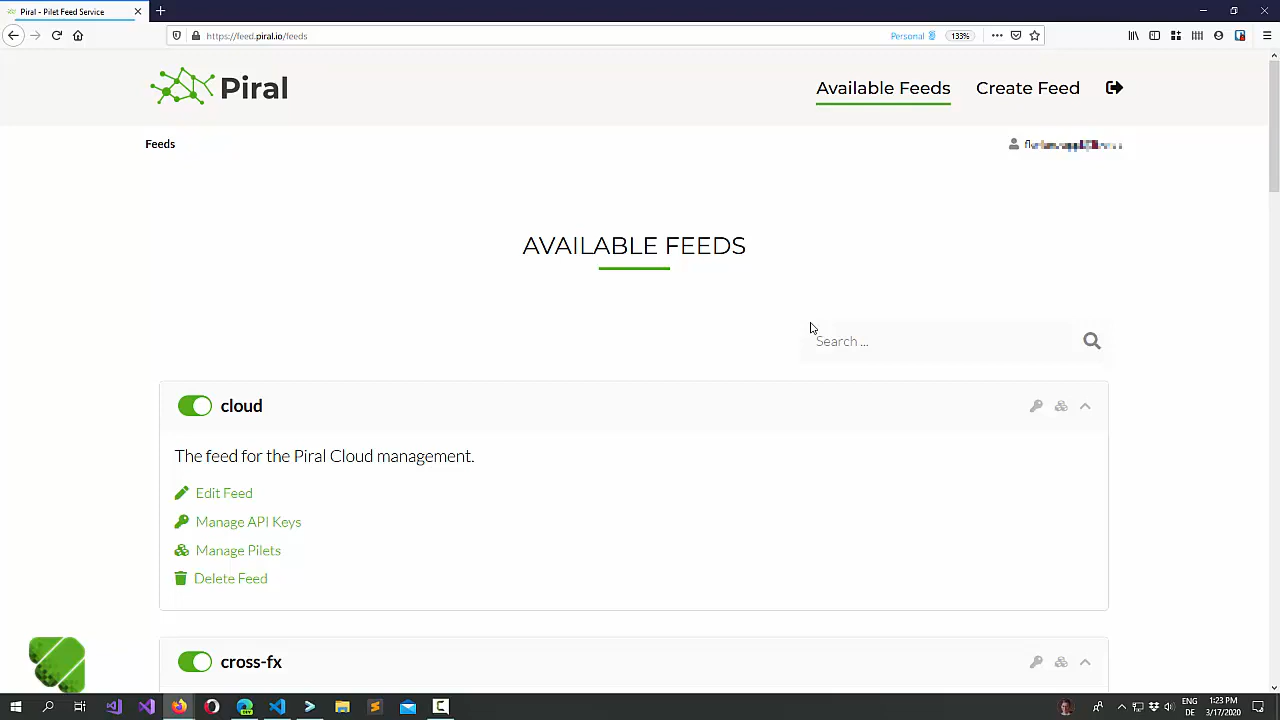 Piral - Pilet Feed Service
https://feed.piral.io/feeds
Personal
133%
Piral
Available Feeds
Create Feed
Feeds
AVAILABLE FEEDS
Search ...
cloud
The feed for the Piral Cloud management.
Edit Feed
Manage API Keys
Manage Pilets
Delete Feed
cross-fx
ENG
1:23 PM
DE
3/17/2020